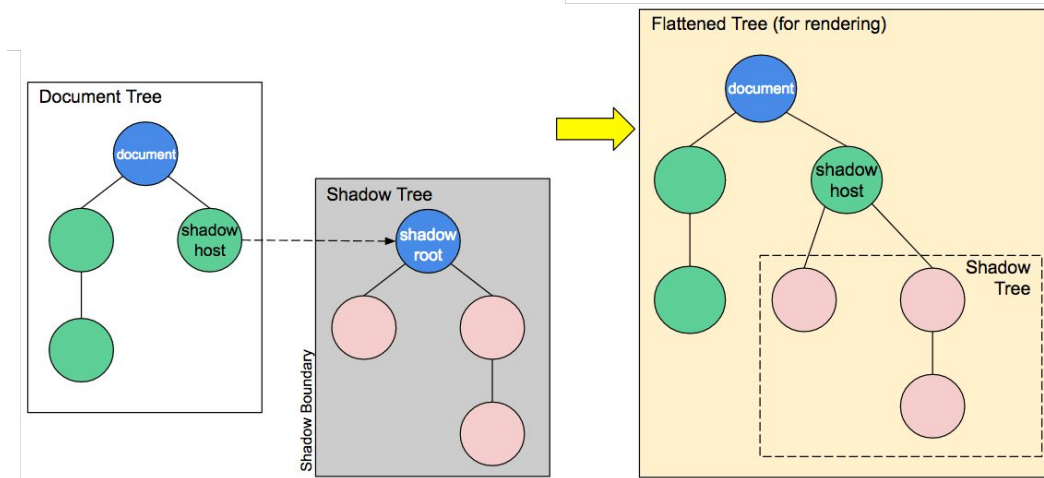 Document Tree
document
shadow
host
Shadow Tree
shadow
root
Shadow Boundary
Flattened Tree (for rendering)
document
shadow
host
Shadow
Tree